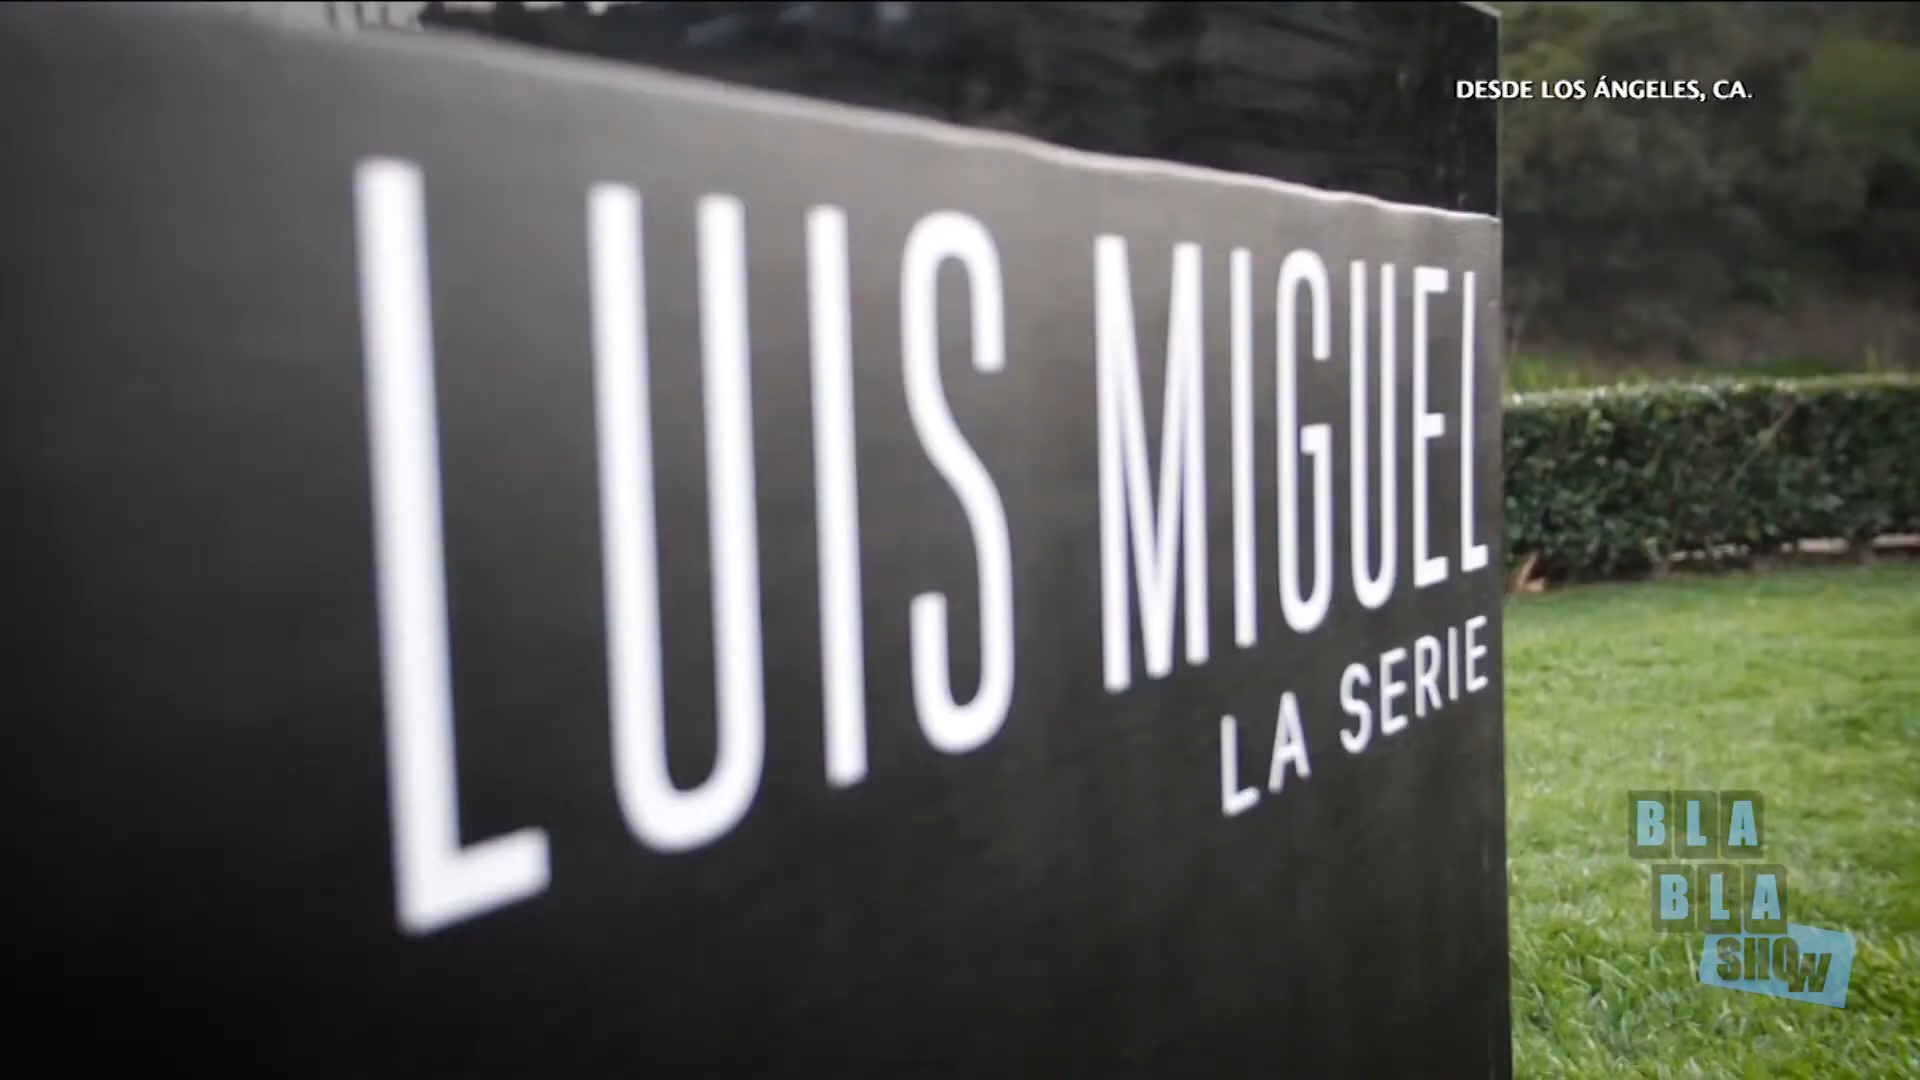 DESDE LOS ÁNGELES, CA.
LUIS MIGUEL
LA SERIE
BLA
BLA
SHOW